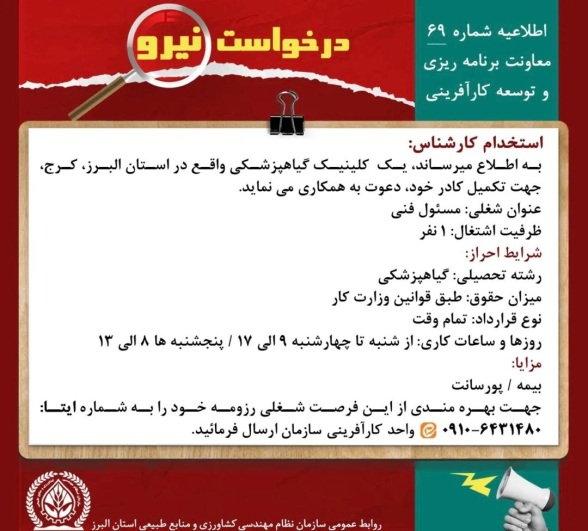 اطلاعیه شماره ۶۹
معاونت برنامه ریزی
و توسعه کارآفرینی
درخواست نیرو
استخدام کارشناس:
به اطلاع میرساند، یک کلینیک گیاهپزشکی واقع در استان البرز، کرج،
جهت تکمیل کادر خود، دعوت به همکاری می نماید.
عنوان شغلی: مسئول فنی
ظرفیت اشتغال: ۱ نفر
شرایط احراز:
رشته تحصیلی: گیاهپزشکی
میزان حقوق: طبق قوانین وزارت کار
نوع قرارداد: تمام وقت
روزها و ساعات کاری: از شنبه تا چهارشنبه ۹ الی ۱۷ / پنجشنبه ها ۸ الی ۱۳
مزایا:
بیمه / پورسانت
جهت بهره مندی از این فرصت شغلی رزومه خود را به شماره ایتا:
۰۹۱۰-۶۴۳۱۴۸۰ واحد کارآفرینی سازمان ارسال فرمائید.
روابط عمومی سازمان نظام مهندسی کشاورزی و منابع طبیعی استان البرز